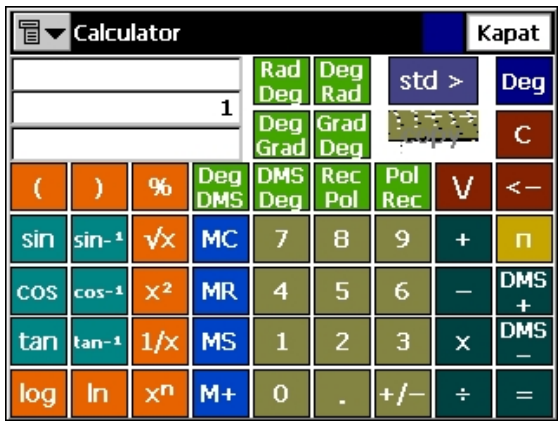 Calculator Kapat
Rad Deg Deg Rad std > Deg
1
Deg Grad Grad Deg C
( ) % Deg DMS DMS Deg Rec Pol Pol Rec V <-
sin sin-¹ √x MC 7 8 9 + π
cos cos-¹ x² MR 4 5 6 - DMS +
tan tan-¹ 1/x MS 1 2 3 x DMS -
log ln xⁿ M+ 0 . +/- ÷ =